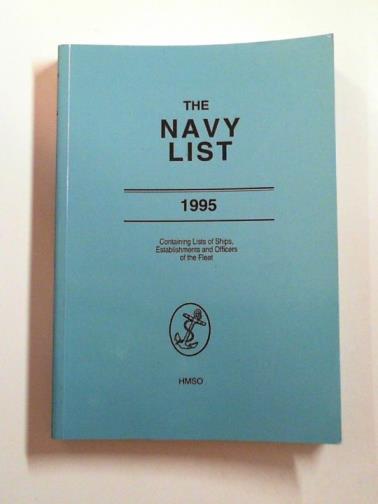 THE
NAVY
LIST
1995
Containing Lists of Ships,
Establishments and Officers
of the Fleet
HMSO